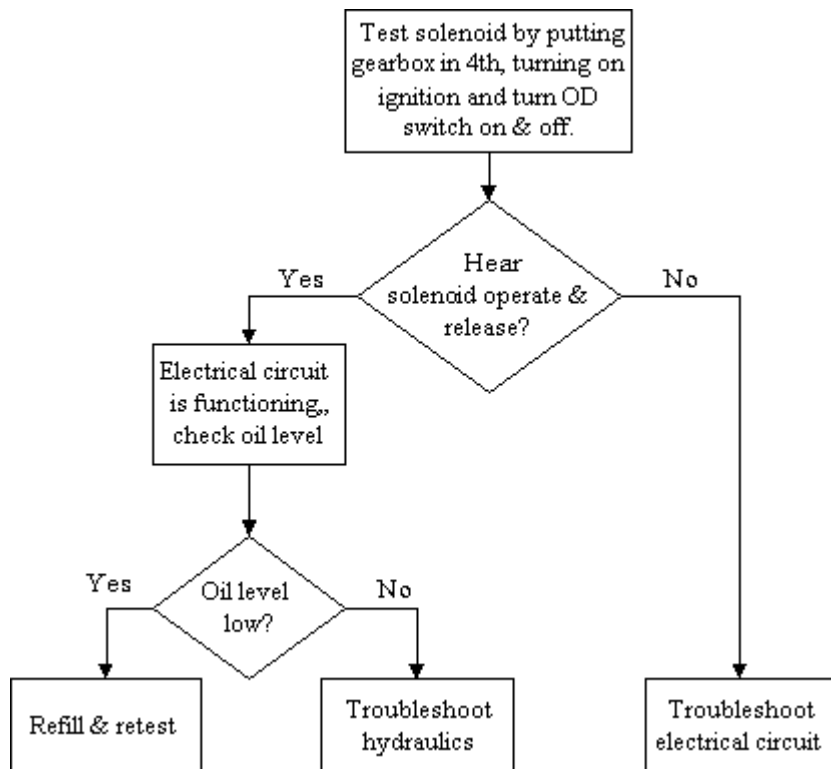 Test solenoid by putting
gearbox in 4th, turning on
ignition and turn OD
switch on & off.
Hear
solenoid operate &
release?
Yes
No
Electrical circuit
is functioning,,
check oil level
Oil level
low?
Yes
No
Refill & retest
Troubleshoot
hydraulics
Troubleshoot
electrical circuit